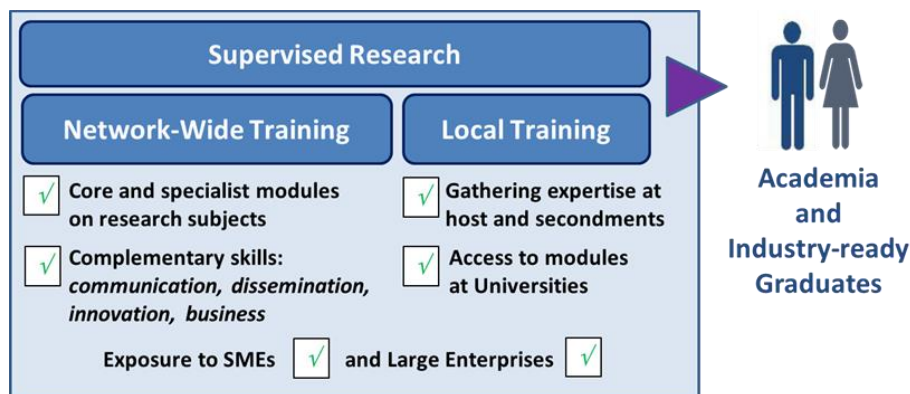 Supervised Research
Network-Wide Training
Local Training
√ Core and specialist modules
on research subjects
√ Complementary skills:
communication, dissemination,
innovation, business
√ Gathering expertise at
host and secondments
√ Access to modules
at Universities
Exposure to SMEs √ and Large Enterprises √
Academia
and
Industry-ready
Graduates